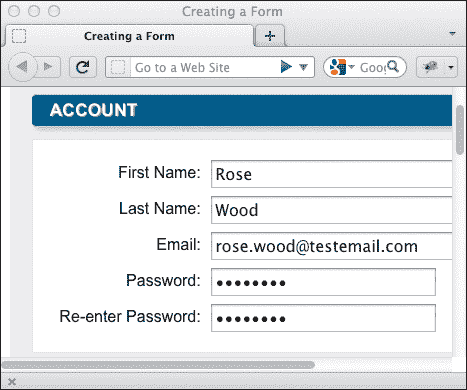 Creating a Form
Creating a Form
Go to a Web Site
Goog
ACCOUNT
First Name: Rose
Last Name: Wood
Email: rose.wood@testemail.com
Password: ••••••••
Re-enter Password: ••••••••